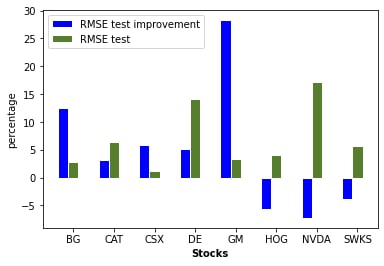 RMSE test improvement
RMSE test
percentage
30
25
20
15
10
5
0
−5
BG CAT CSX DE GM HOG NVDA SWKS
Stocks